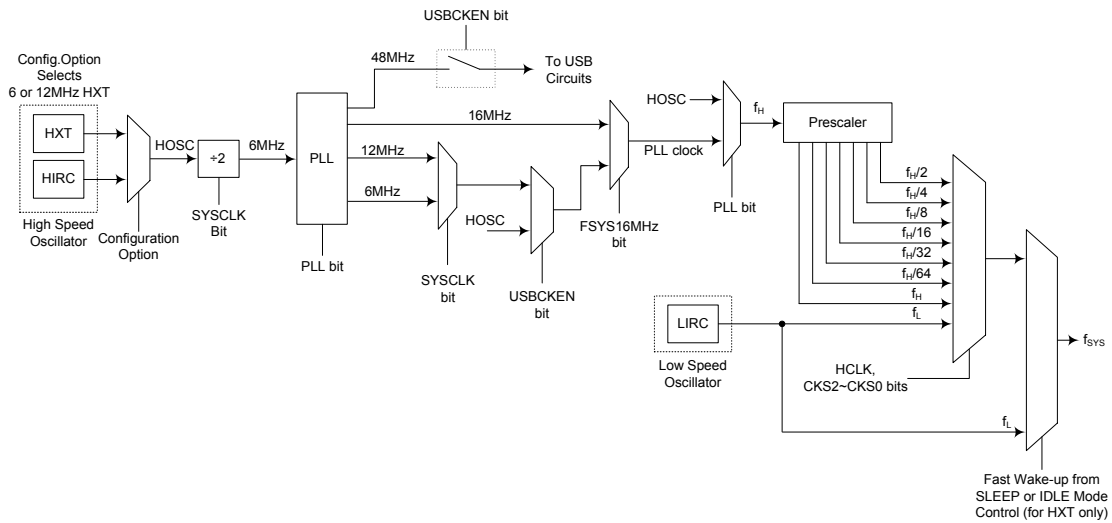 USBCKEN bit
Config.Option
Selects
6 or 12MHz HXT
48MHz
To USB
Circuits
HXT
HIRC
High Speed
Oscillator
Configuration
Option
HOSC
÷2
SYSCLK
Bit
6MHz
PLL
PLL bit
16MHz
12MHz
6MHz
SYSCLK
bit
HOSC
USBCKEN
bit
FSYS16MHz
bit
PLL clock
HOSC
PLL bit
fH
Prescaler
fH/2
fH/4
fH/8
fH/16
fH/32
fH/64
fH
fL
LIRC
Low Speed
Oscillator
HCLK,
CKS2~CKS0 bits
fL
fSYS
Fast Wake-up from
SLEEP or IDLE Mode
Control (for HXT only)